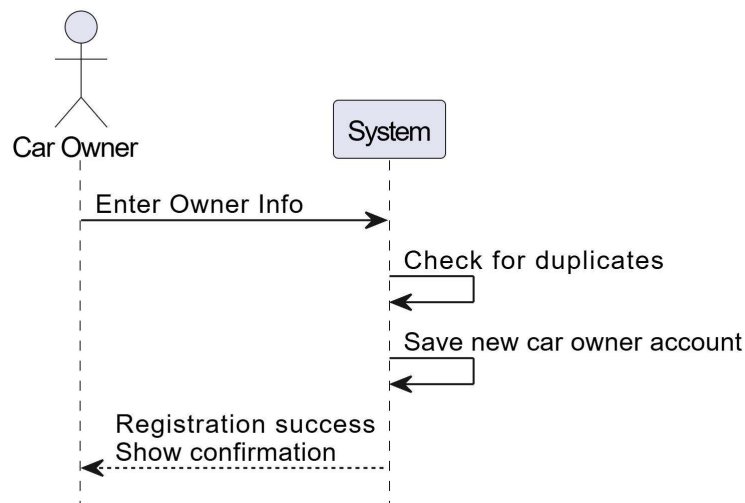 Car Owner
System
Enter Owner Info
Check for duplicates
Save new car owner account
Registration success
Show confirmation